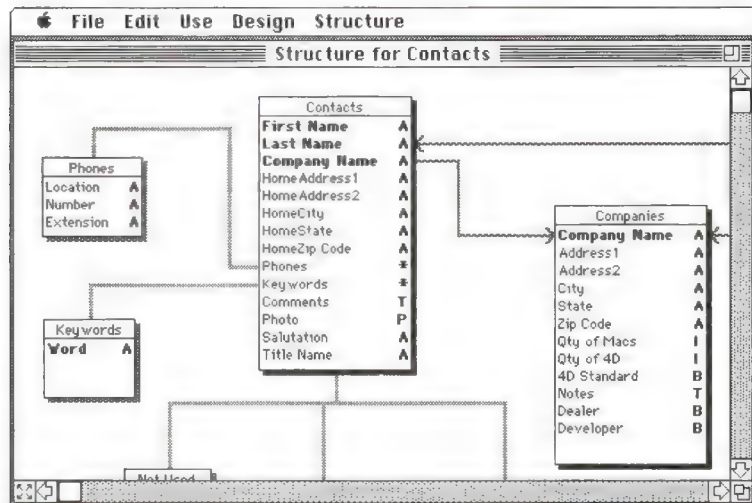 File Edit Use Design Structure
Structure for Contacts
Contacts
First Name A
Last Name A
Company Name A
HomeAddress1 A
HomeAddress2 A
HomeCity A
HomeState A
HomeZip Code A
Phones *
Keywords *
Comments T
Photo P
Salutation A
Title Name A
Phones
Location A
Number A
Extension A
Keywords
Word A
Companies
Company Name A
Address1 A
Address2 A
City A
State A
Zip Code A
Qty of Macs I
Qty of 4D I
4D Standard B
Notes T
Dealer B
Developer B
Not Used